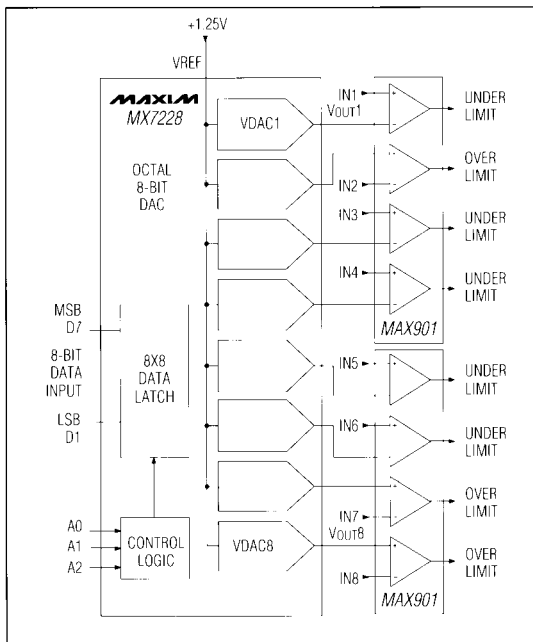 +1.25V
VREF
MAXIM
MX7228
OCTAL
8-BIT
DAC
VDAC1
VDAC8
MSB
D7
8-BIT
DATA
INPUT
LSB
D1
8X8
DATA
LATCH
A0
A1
A2
CONTROL
LOGIC
IN1
VOUT1
IN2
IN3
IN4
IN5
IN6
IN7
VOUT8
IN8
+
-
+
-
+
-
+
-
+
-
+
-
+
-
+
-
MAX901
MAX901
UNDER
LIMIT
OVER
LIMIT
UNDER
LIMIT
UNDER
LIMIT
UNDER
LIMIT
UNDER
LIMIT
OVER
LIMIT
OVER
LIMIT